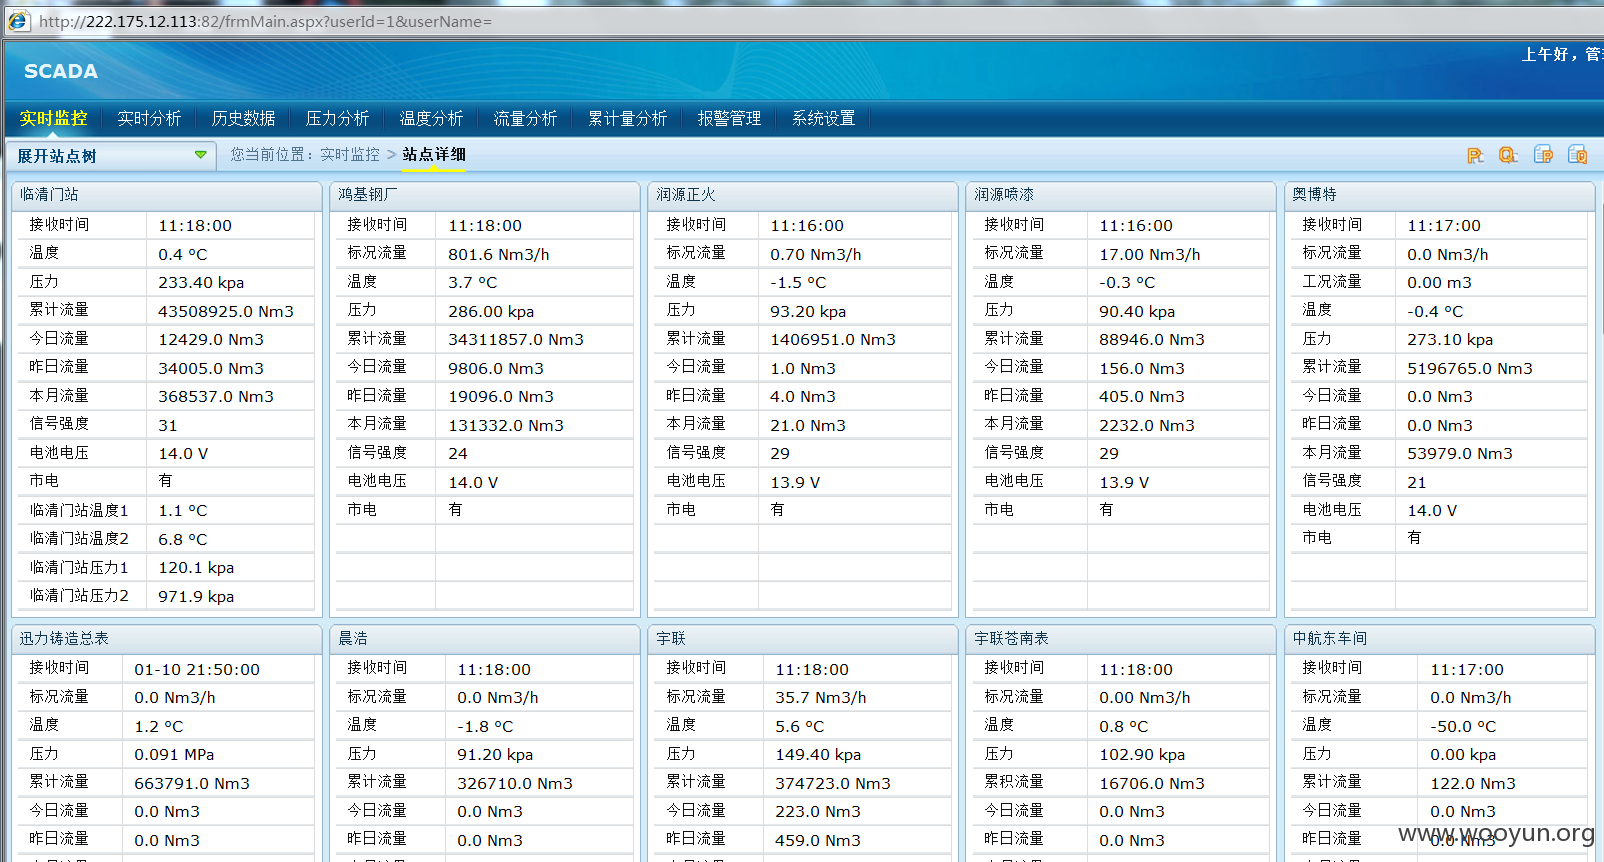 http://222.175.12.113:82/frmMain.aspx?userId=1&userName=
上午好，管
SCADA
实时监控 实时分析 历史数据 压力分析 温度分析 流量分析 累计量分析 报警管理 系统设置
展开站点树 您当前位置：实时监控 > 站点详细
临清门站
接收时间 11:18:00
温度 0.4 ºC
压力 233.40 kpa
累计流量 43508925.0 Nm3
今日流量 12429.0 Nm3
昨日流量 34005.0 Nm3
本月流量 368537.0 Nm3
信号强度 31
电池电压 14.0 V
市电 有
临清门站温度1 1.1 ºC
临清门站温度2 6.8 ºC
临清门站压力1 120.1 kpa
临清门站压力2 971.9 kpa
鸿基钢厂
接收时间 11:18:00
标况流量 801.6 Nm3/h
温度 3.7 ºC
压力 286.00 kpa
累计流量 34311857.0 Nm3
今日流量 9806.0 Nm3
昨日流量 19096.0 Nm3
本月流量 131332.0 Nm3
信号强度 24
电池电压 14.0 V
市电 有
润源正火
接收时间 11:16:00
标况流量 0.70 Nm3/h
温度 -1.5 ºC
压力 93.20 kpa
累计流量 1406951.0 Nm3
今日流量 1.0 Nm3
昨日流量 4.0 Nm3
本月流量 21.0 Nm3
信号强度 29
电池电压 13.9 V
市电 有
润源喷漆
接收时间 11:16:00
标况流量 17.00 Nm3/h
温度 -0.3 ºC
压力 90.40 kpa
累计流量 88946.0 Nm3
今日流量 156.0 Nm3
昨日流量 405.0 Nm3
本月流量 2232.0 Nm3
信号强度 29
电池电压 13.9 V
市电 有
奥博特
接收时间 11:17:00
标况流量 0.0 Nm3/h
工况流量 0.00 m3
温度 -0.4 ºC
压力 273.10 kpa
累计流量 5196765.0 Nm3
今日流量 0.0 Nm3
昨日流量 0.0 Nm3
本月流量 53979.0 Nm3
信号强度 21
电池电压 14.0 V
市电 有
迅力铸造总表
接收时间 01-10 21:50:00
标况流量 0.0 Nm3/h
温度 1.2 ºC
压力 0.091 MPa
累计流量 663791.0 Nm3
今日流量 0.0 Nm3
昨日流量 0.0 Nm3
晨浩
接收时间 11:18:00
标况流量 0.0 Nm3/h
温度 -1.8 ºC
压力 91.20 kpa
累计流量 326710.0 Nm3
今日流量 0.0 Nm3
昨日流量 0.0 Nm3
宇联
接收时间 11:18:00
标况流量 35.7 Nm3/h
温度 5.6 ºC
压力 149.40 kpa
累计流量 374723.0 Nm3
今日流量 223.0 Nm3
昨日流量 459.0 Nm3
宇联苍南表
接收时间 11:18:00
标况流量 0.00 Nm3/h
温度 0.8 ºC
压力 102.90 kpa
累积流量 16706.0 Nm3
今日流量 0.0 Nm3
昨日流量 0.0 Nm3
中航东车间
接收时间 11:17:00
标况流量 0.0 Nm3/h
温度 -50.0 ºC
压力 0.00 kpa
累计流量 122.0 Nm3
今日流量 0.0 Nm3
昨日流量 0.0 Nm3
www.wooyun.org